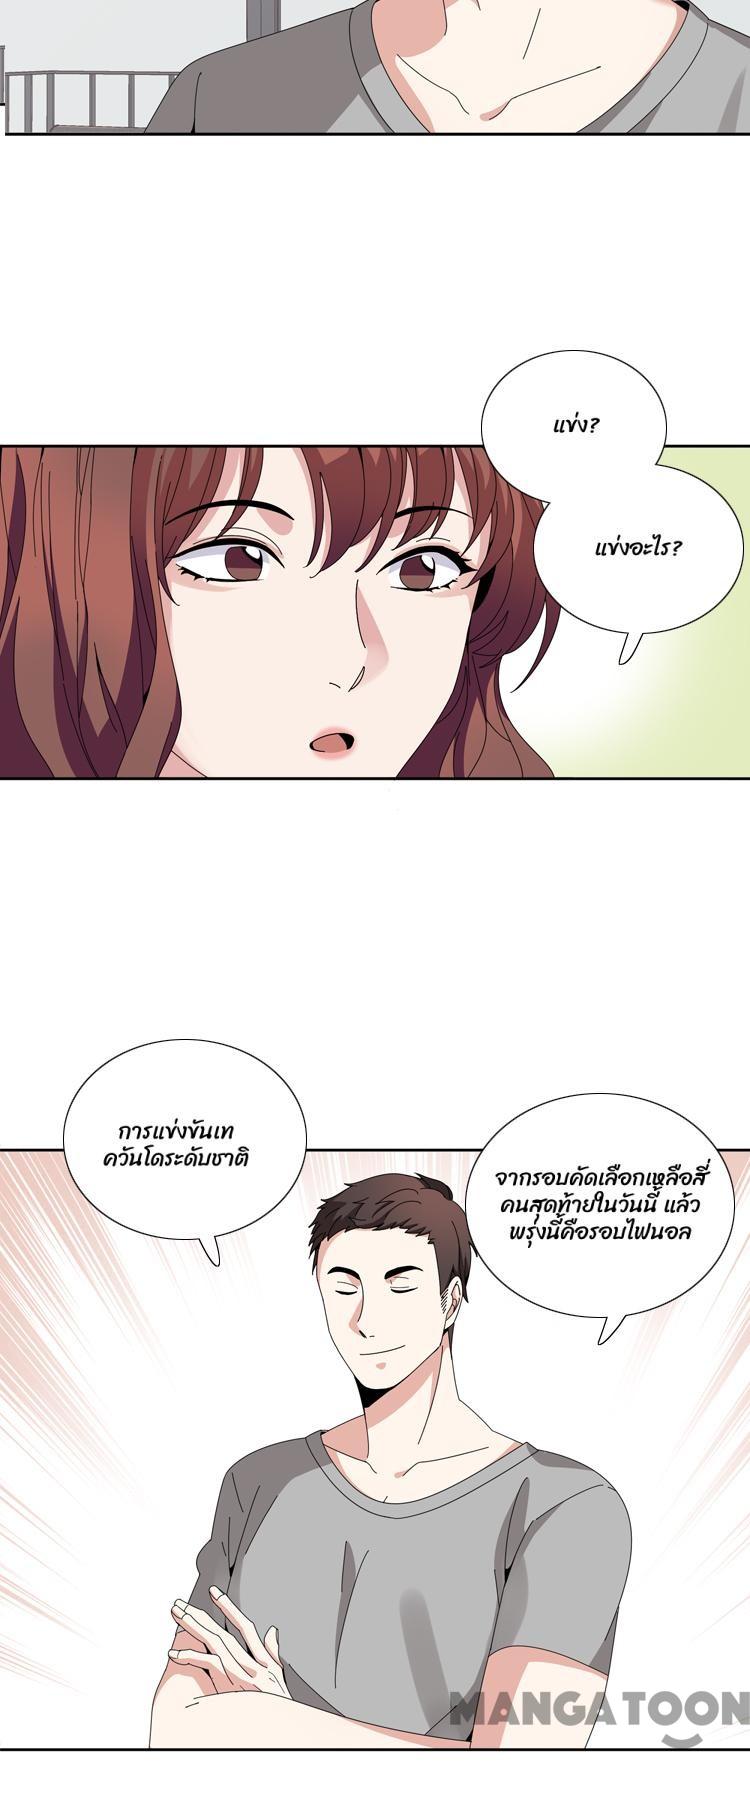 แข่ง?
แข่งอะไร?
การแข่งขันเท
ควันโดระดับชาติ
จากรอบคัดเลือกเหลือสี่
คนสุดท้ายในวันนี้ แล้ว
พรุ่งนี้คือรอบไฟนอล
MANGATOON